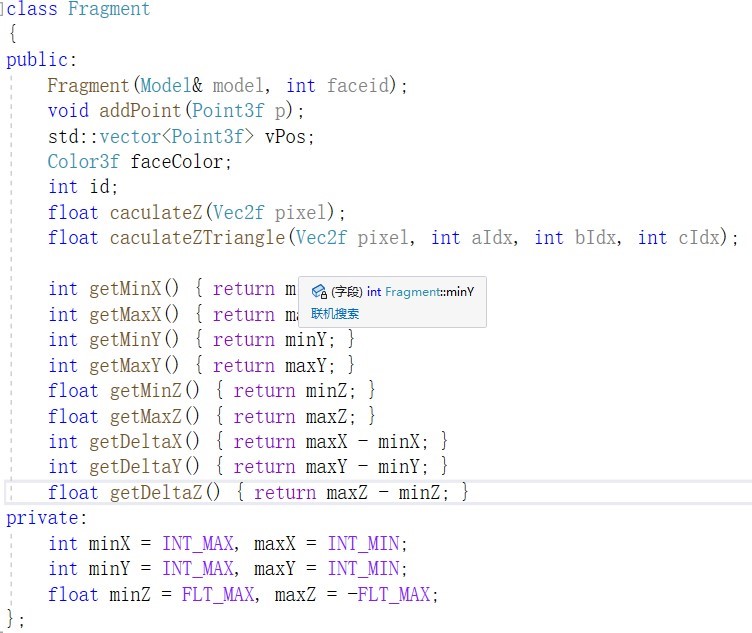 class Fragment
{
public:
Fragment(Model& model, int faceid);
void addPoint(Point3f p);
std::vector<Point3f> vPos;
Color3f faceColor;
int id;
float caculateZ(Vec2f pixel);
float caculateZTriangle(Vec2f pixel, int aIdx, int bIdx, int cIdx);
int getMinX() { return m
(字段) int Fragment::minY
联机搜索
int getMaxX() { return ma
int getMinY() { return minY; }
int getMaxY() { return maxY; }
float getMinZ() { return minZ; }
float getMaxZ() { return maxZ; }
int getDeltaX() { return maxX - minX; }
int getDeltaY() { return maxY - minY; }
float getDeltaZ() { return maxZ - minZ; }
private:
int minX = INT_MAX, maxX = INT_MIN;
int minY = INT_MAX, maxY = INT_MIN;
float minZ = FLT_MAX, maxZ = -FLT_MAX;
};